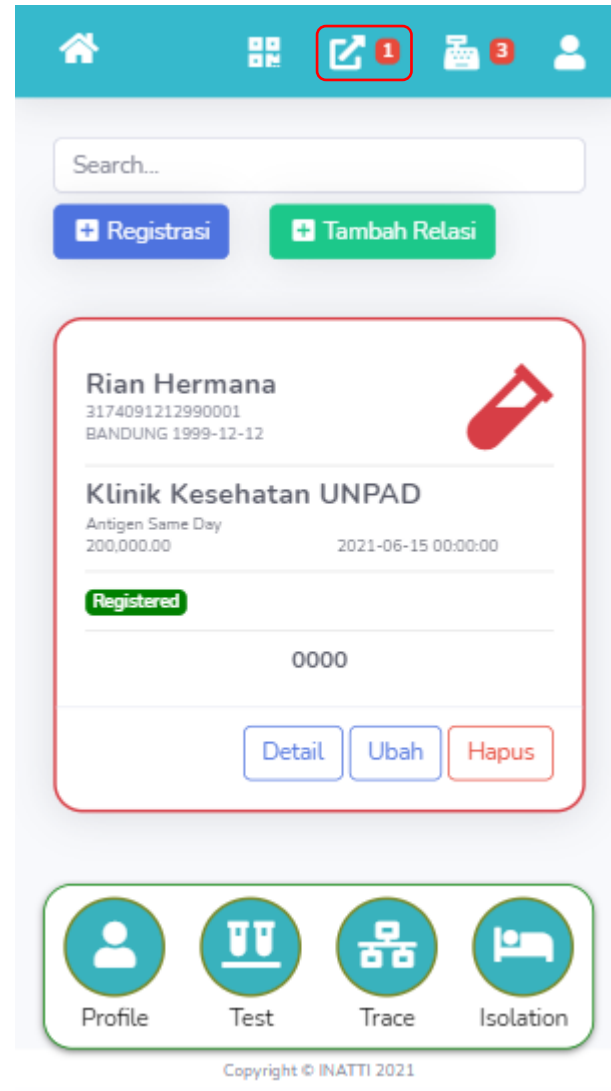 1
3
Search...
Registrasi
Tambah Relasi
Rian Hermana
3174091212990001
BANDUNG 1999-12-12
Klinik Kesehatan UNPAD
Antigen Same Day
200,000.00 2021-06-15 00:00:00
Registered
0000
Detail Ubah Hapus
Profile Test Trace Isolation
Copyright © INATTI 2021